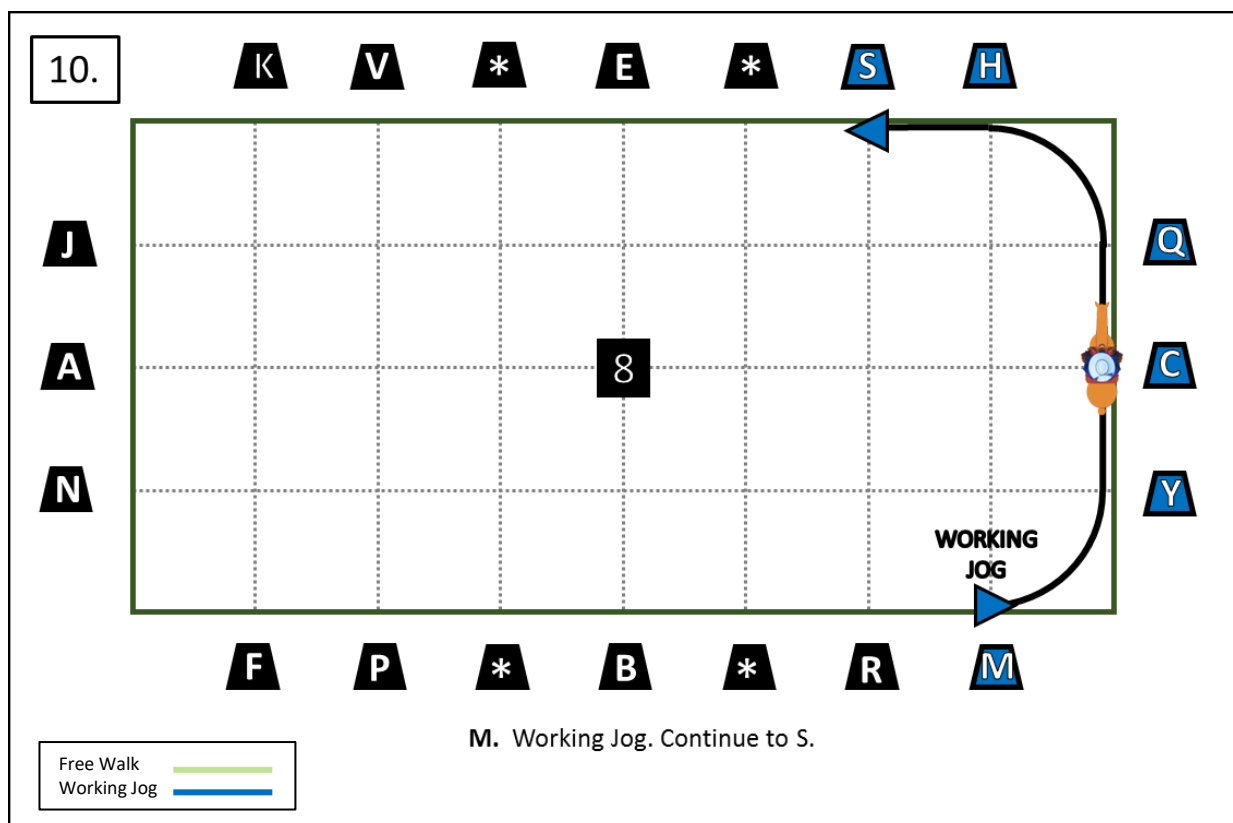 10.
K V * E * S H
J Q
A 8 C
N Y
WORKING
JOG
F P * B * R M
M. Working Jog. Continue to S.
Free Walk
Working Jog